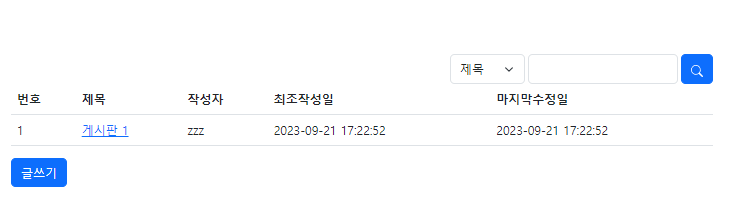 제목
번호 제목 작성자 최조작성일 마지막수정일
1 게시판 1 zzz 2023-09-21 17:22:52 2023-09-21 17:22:52
글쓰기